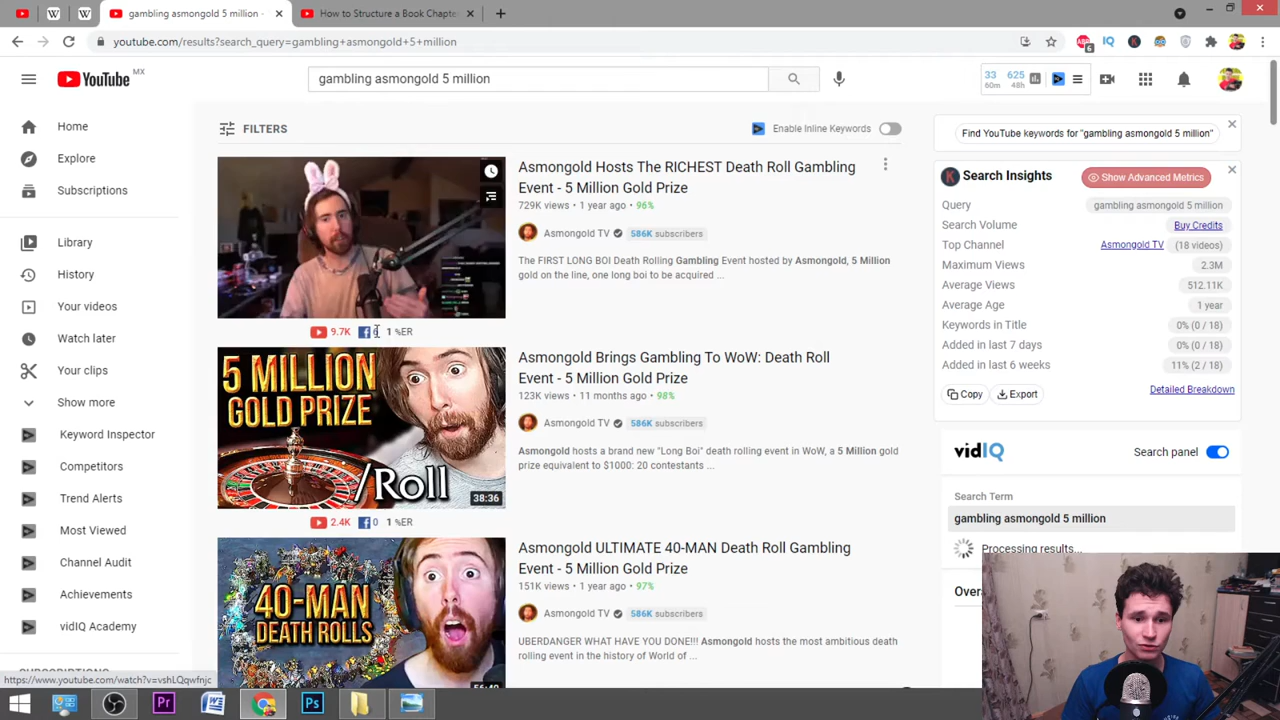 gambling asmongold 5 million -
How to Structure a Book Chapte
youtube.com/results?search_query=gambling+asmongold+5+million
6
YouTube MX
gambling asmongold 5 million
33 60m
625 48h
Home
Explore
Subscriptions
Library
History
Your videos
Watch later
Your clips
Show more
Keyword Inspector
Competitors
Trend Alerts
Most Viewed
Channel Audit
Achievements
vidIQ Academy
SUBSCRIPTIONS
https://www.youtube.com/watch?v=vshLQqwfnjc
FILTERS
Enable Inline Keywords
Asmongold Hosts The RICHEST Death Roll Gambling
Event - 5 Million Gold Prize
729K views • 1 year ago • 96%
Asmongold TV 586K subscribers
The FIRST LONG BOI Death Rolling Gambling Event hosted by Asmongold, 5 Million
gold on the line, one long boi to be acquired ...
9.7K 1 %ER
5 MILLION
GOLD PRIZE
/Roll
38:36
Asmongold Brings Gambling To WoW: Death Roll
Event - 5 Million Gold Prize
123K views • 11 months ago • 98%
Asmongold TV 586K subscribers
Asmongold hosts a brand new "Long Boi" death rolling event in WoW, a 5 Million gold
prize equivalent to $1000: 20 contestants ...
2.4K 0 1 %ER
40-MAN
DEATH ROLLS
Asmongold ULTIMATE 40-MAN Death Roll Gambling
Event - 5 Million Gold Prize
151K views • 1 year ago • 97%
Asmongold TV 586K subscribers
UBERDANGER WHAT HAVE YOU DONE!!! Asmongold hosts the most ambitious death
rolling event in the history of World of ...
Find YouTube keywords for "gambling asmongold 5 million"
Search Insights
Show Advanced Metrics
Query gambling asmongold 5 million
Search Volume Buy Credits
Top Channel Asmongold TV (18 videos)
Maximum Views 2.3M
Average Views 512.11K
Average Age 1 year
Keywords in Title 0% (0 / 18)
Added in last 7 days 0% (0 / 18)
Added in last 6 weeks 11% (2 / 18)
Copy Export Detailed Breakdown
vidIQ Search panel
Search Term
gambling asmongold 5 million
Processing results...